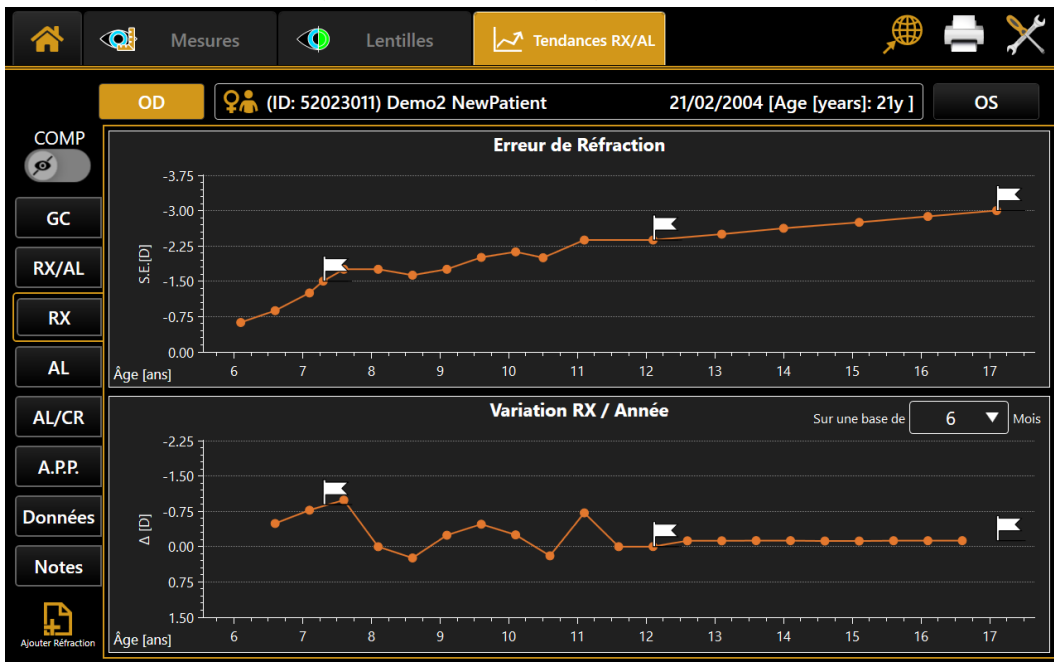 Mesures Lentilles Tendances RX/AL
OD (ID: 52023011) Demo2 NewPatient 21/02/2004 [Age [years]: 21y ] OS
COMP
GC
RX/AL
RX
AL
AL/CR
A.P.P.
Données
Notes
Ajouter Réfraction
Erreur de Réfraction
S.E.[D]
-3.75
-3.00
-2.25
-1.50
-0.75
0.00
Âge [ans] 6 7 8 9 10 11 12 13 14 15 16 17
Variation RX / Année
Sur une base de 6 Mois
Δ [D]
-2.25
-1.50
-0.75
0.00
0.75
1.50
Âge [ans] 6 7 8 9 10 11 12 13 14 15 16 17